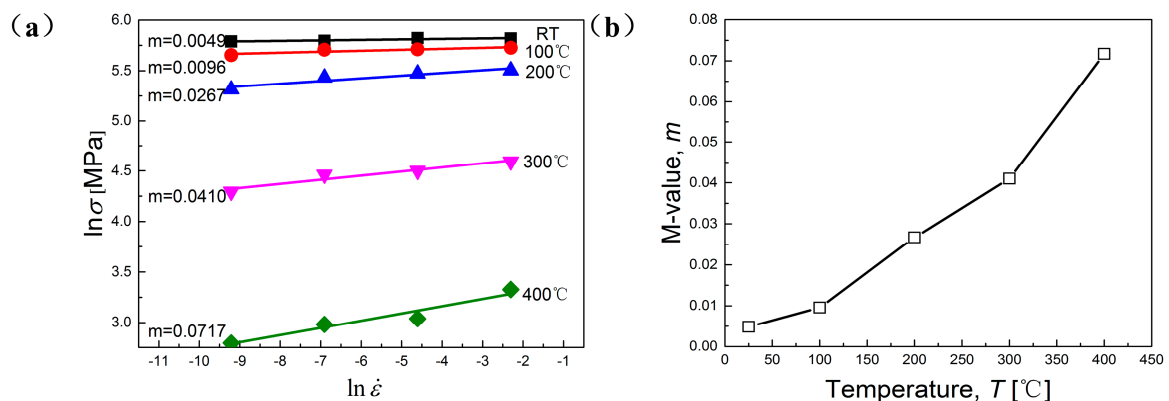 （a）
lnσ [MPa]
6.0
5.5
5.0
4.5
4.0
3.5
3.0
m=0.0049
m=0.0096
m=0.0267
m=0.0410
m=0.0717
RT
100℃
200℃
300℃
400℃
-11 -10 -9 -8 -7 -6 -5 -4 -3 -2 -1
ln ε̇
（b）
M-value, m
0.08
0.07
0.06
0.05
0.04
0.03
0.02
0.01
0.00
0 50 100 150 200 250 300 350 400 450
Temperature, T [℃]